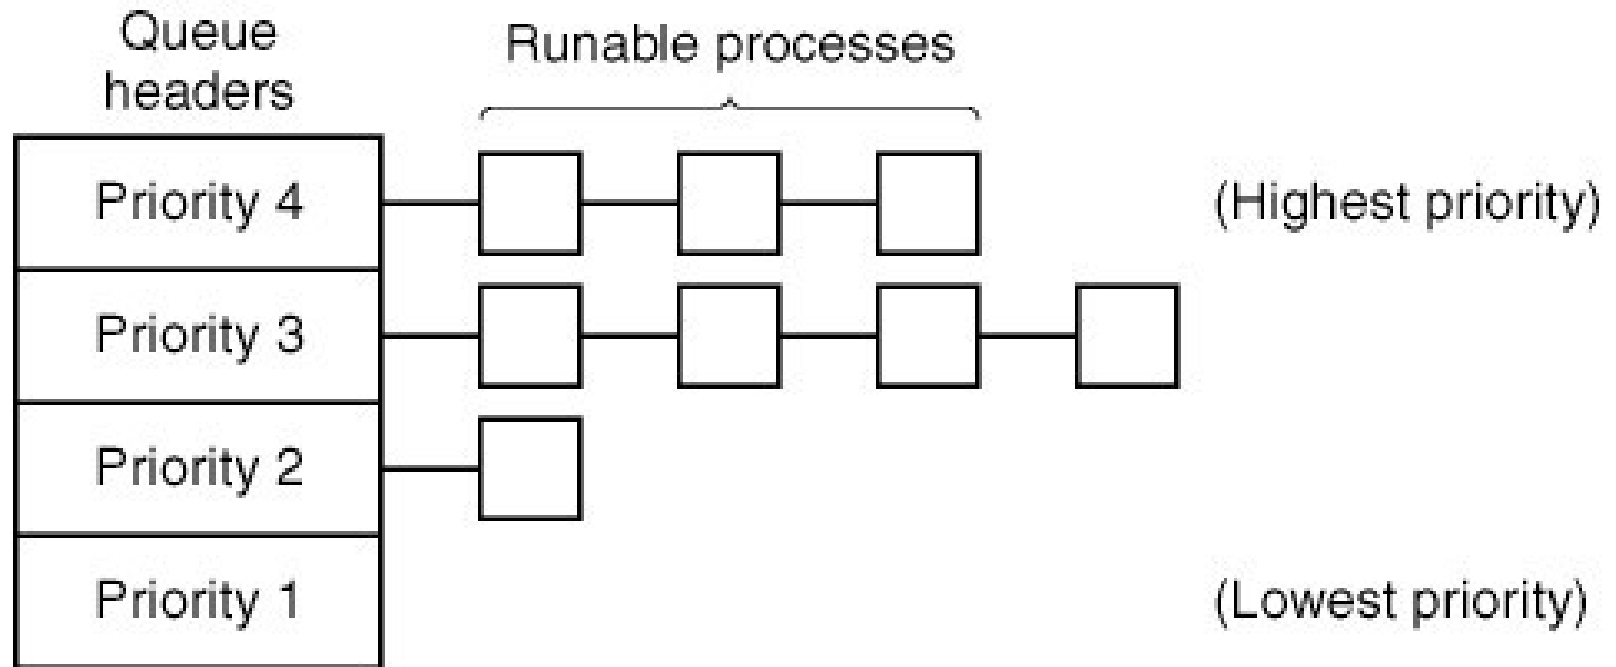 Queue
headers
Runable processes
Priority 4
(Highest priority)
Priority 3
Priority 2
Priority 1
(Lowest priority)